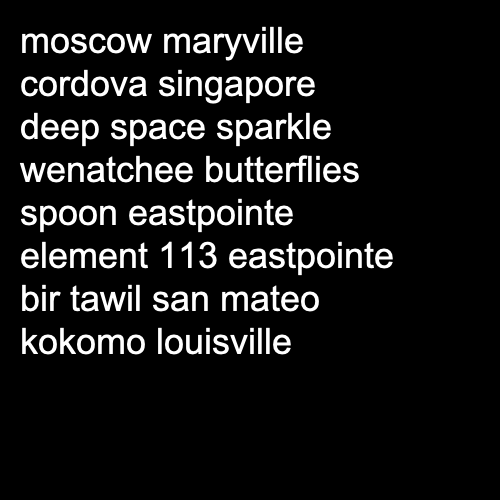 moscow maryville
cordova singapore
deep space sparkle
wenatchee butterflies
spoon eastpointe
element 113 eastpointe
bir tawil san mateo
kokomo louisville